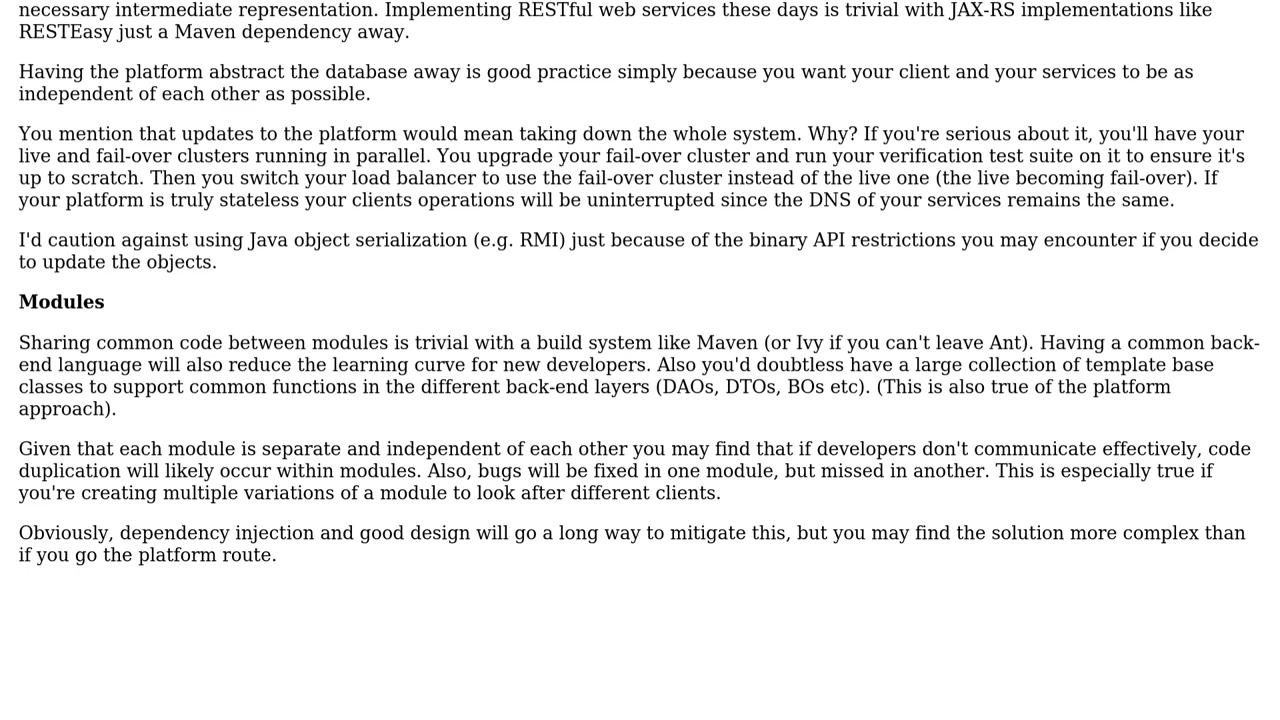 necessary intermediate representation. Implementing RESTful web services these days is trivial with JAX-RS implementations like
RESTEasy just a Maven dependency away.
Having the platform abstract the database away is good practice simply because you want your client and your services to be as
independent of each other as possible.
You mention that updates to the platform would mean taking down the whole system. Why? If you're serious about it, you'll have your
live and fail-over clusters running in parallel. You upgrade your fail-over cluster and run your verification test suite on it to ensure it's
up to scratch. Then you switch your load balancer to use the fail-over cluster instead of the live one (the live becoming fail-over). If
your platform is truly stateless your clients operations will be uninterrupted since the DNS of your services remains the same.
I'd caution against using Java object serialization (e.g. RMI) just because of the binary API restrictions you may encounter if you decide
to update the objects.
Modules
Sharing common code between modules is trivial with a build system like Maven (or Ivy if you can't leave Ant). Having a common back-
end language will also reduce the learning curve for new developers. Also you'd doubtless have a large collection of template base
classes to support common functions in the different back-end layers (DAOs, DTOs, BOs etc). (This is also true of the platform
approach).
Given that each module is separate and independent of each other you may find that if developers don't communicate effectively, code
duplication will likely occur within modules. Also, bugs will be fixed in one module, but missed in another. This is especially true if
you're creating multiple variations of a module to look after different clients.
Obviously, dependency injection and good design will go a long way to mitigate this, but you may find the solution more complex than
if you go the platform route.